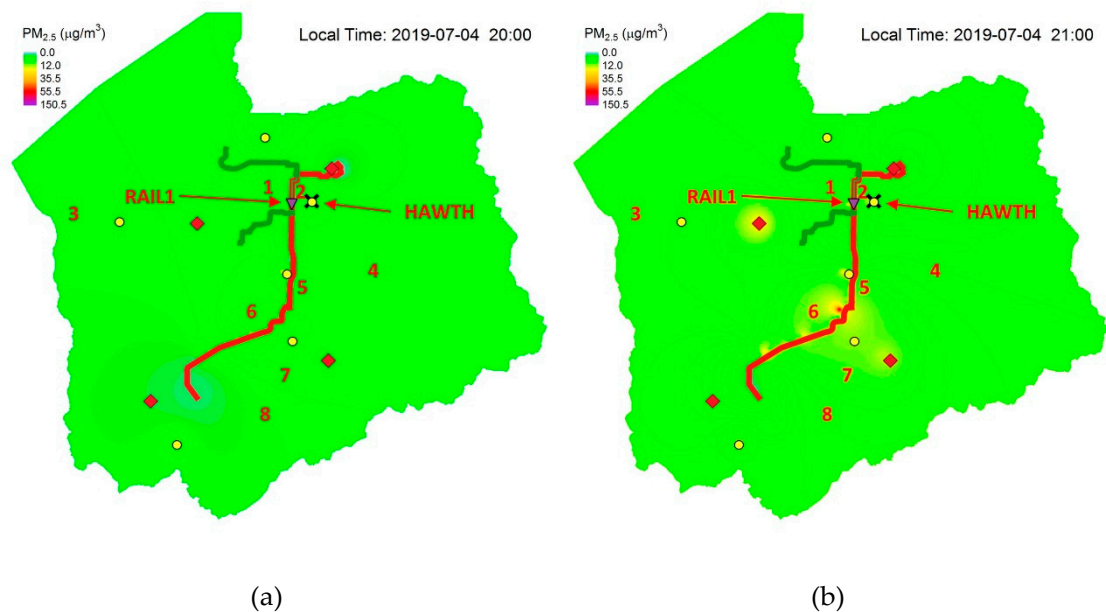 PM2.5 (µg/m³)
0.0
12.0
35.5
55.5
150.5
Local Time: 2019-07-04 20:00
1
2
RAIL1
HAWTH
3
4
5
6
7
8
(a)
PM2.5 (µg/m³)
0.0
12.0
35.5
55.5
150.5
Local Time: 2019-07-04 21:00
1
2
RAIL1
HAWTH
3
4
5
6
7
8
(b)